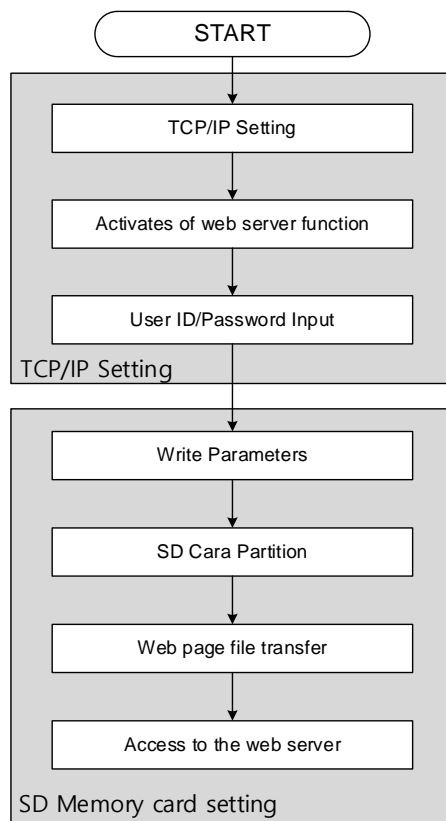 START
TCP/IP Setting
Activates of web server function
User ID/Password Input
TCP/IP Setting
Write Parameters
SD Cara Partition
Web page file transfer
Access to the web server
SD Memory card setting